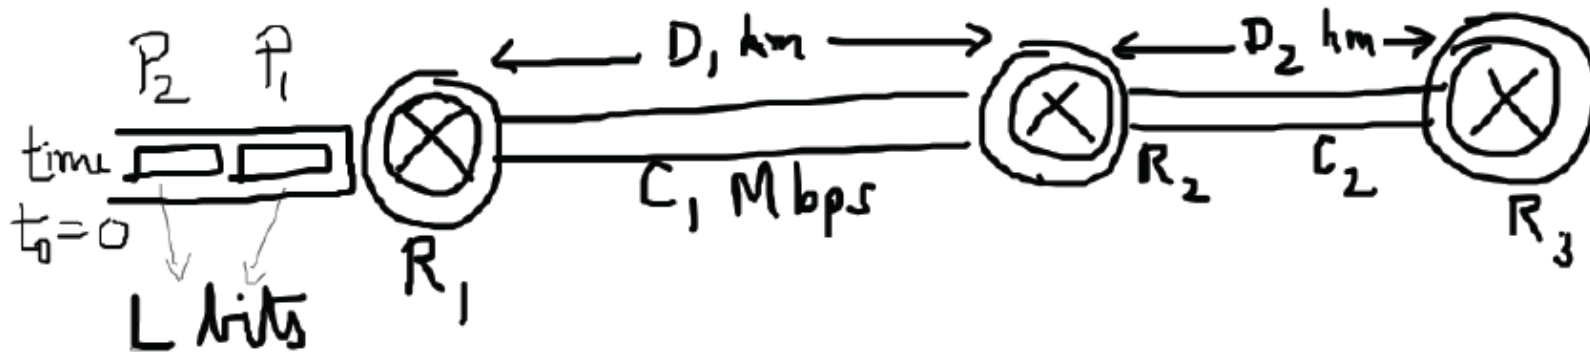 P₂ P₁
D₁ km
D₂ km
time
t₀ = 0
L bits
R₁
C₁ Mbps
R₂
C₂
R₃